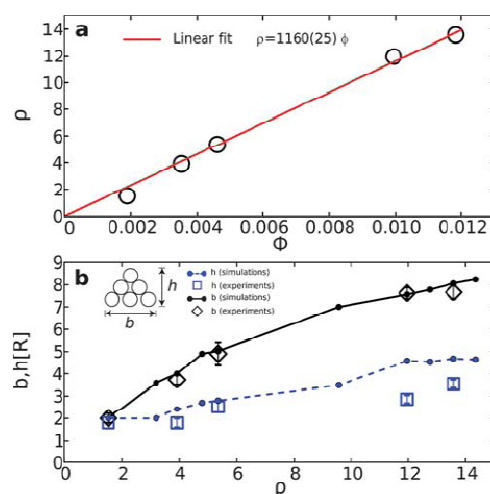 a
Linear fit ρ=1160(25) ϕ
14
12
10
8
6
4
2
0
ρ
0 0.002 0.004 0.006 0.008 0.010 0.012
Φ
b
h
b
h (simulations)
h (experiments)
b (simulations)
b (experiments)
9
8
7
6
5
4
3
2
1
0
b,h[R]
0 2 4 6 8 10 12 14
ρ